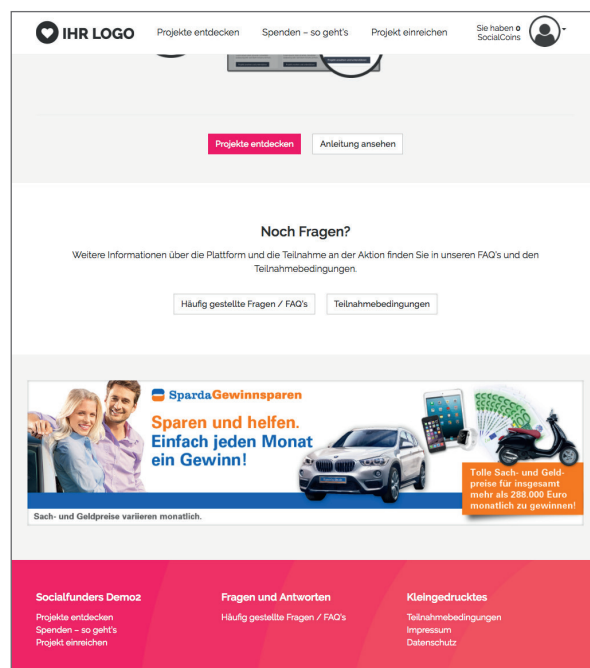 IHR LOGO
Projekte entdecken
Spenden – so geht's
Projekt einreichen
Sie haben 0
SocialCoins
Projekte entdecken
Anleitung ansehen
Noch Fragen?
Weitere Informationen über die Plattform und die Teilnahme an der Aktion finden Sie in unseren FAQ's und den
Teilnahmebedingungen.
Häufig gestellte Fragen / FAQ's
Teilnahmebedingungen
SpardaGewinnsparen
Sparen und helfen.
Einfach jeden Monat
ein Gewinn!
Tolle Sach- und Geld-
preise für insgesamt
mehr als 288.000 Euro
monatlich zu gewinnen!
Sach- und Geldpreise variieren monatlich.
Socialfunders Demo2
Projekte entdecken
Spenden – so geht's
Projekt einreichen
Fragen und Antworten
Häufig gestellte Fragen / FAQ's
Kleingedrucktes
Teilnahmebedingungen
Impressum
Datenschutz